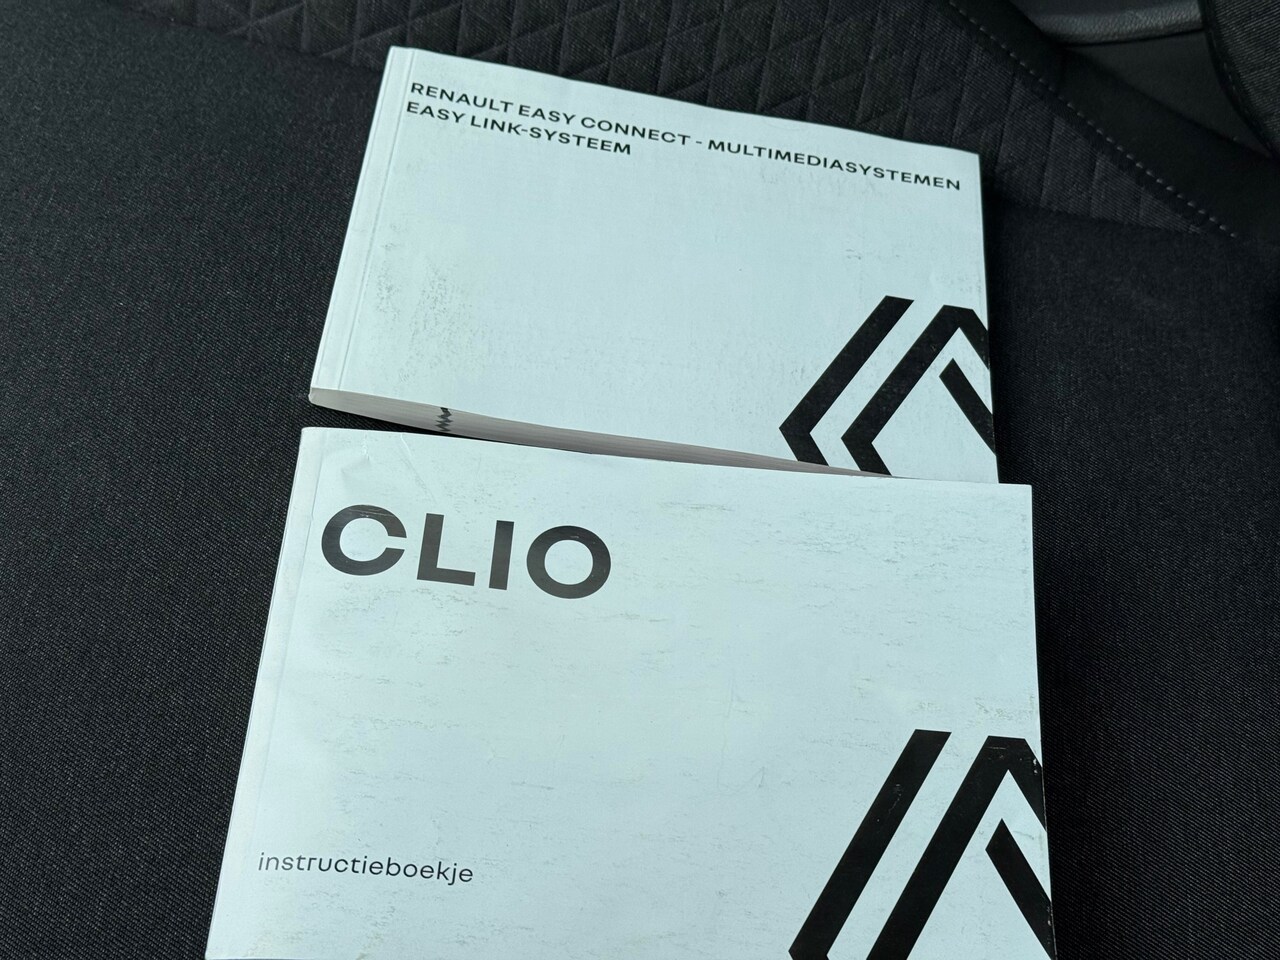 RENAULT EASY CONNECT - MULTIMEDIASYSTEMEN
EASY LINK-SYSTEEM
CLIO
instructieboekje